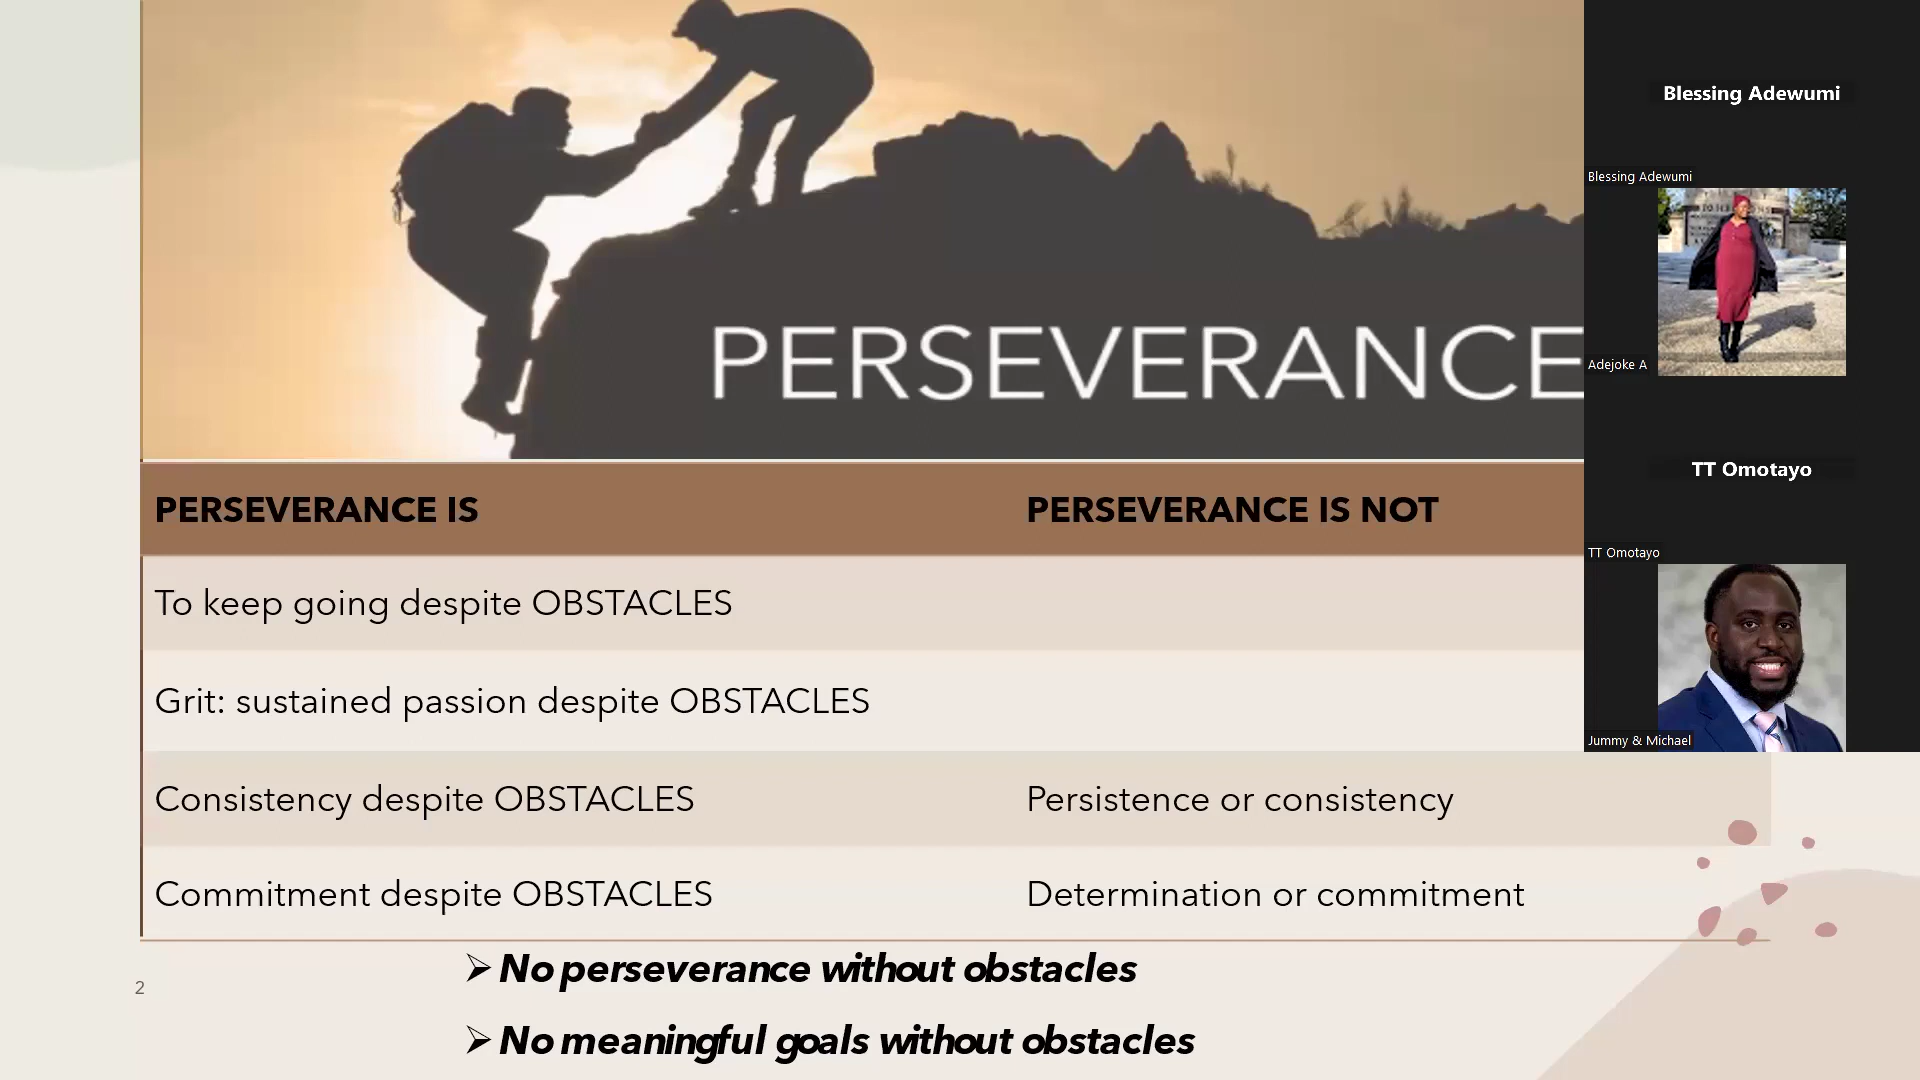 PERSEVERANCE
PERSEVERANCE IS
PERSEVERANCE IS NOT
To keep going despite OBSTACLES
Grit: sustained passion despite OBSTACLES
Consistency despite OBSTACLES
Persistence or consistency
Commitment despite OBSTACLES
Determination or commitment
➢ No perseverance without obstacles
➢ No meaningful goals without obstacles
2
Blessing Adewumi
Blessing Adewumi
Adejoke A
TT Omotayo
TT Omotayo
Jummy & Michael